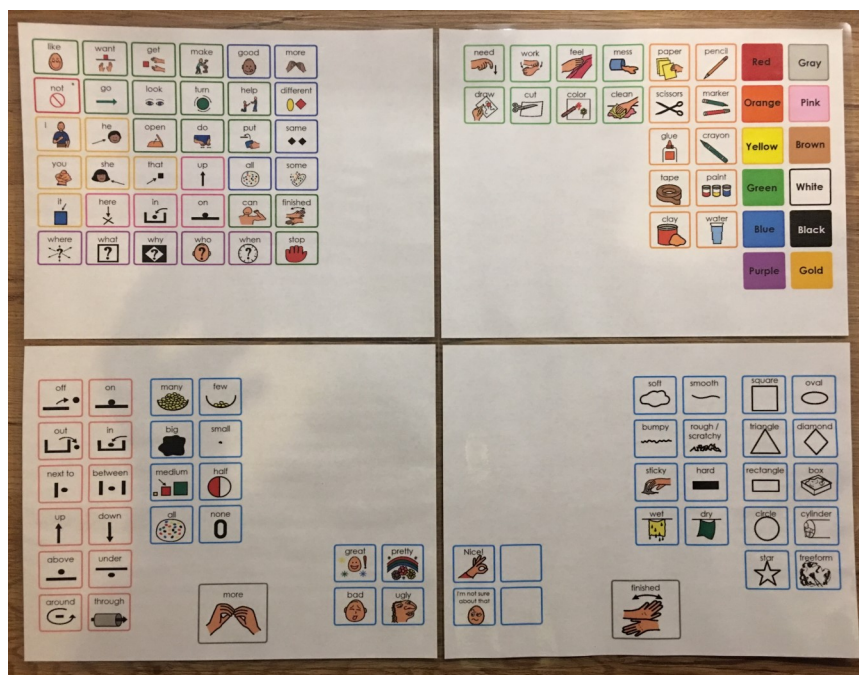 like want get make good more
not go look turn help different
I he open do put same
you she that up all some
it here in on can finished
where what why who when stop
need work feel mess paper pencil Red Gray
draw cut color clean scissors marker Orange Pink
glue crayon Yellow Brown
tape paint Green White
clay water Blue Black
Purple Gold
off on many few
out in big small
next to between medium half
up down all none
above under great pretty
around through more bad ugly
soft smooth square oval
bumpy rough / scratchy triangle diamond
sticky hard rectangle box
wet dry circle cylinder
Nice! star freeform
I'm not sure
about that
finished